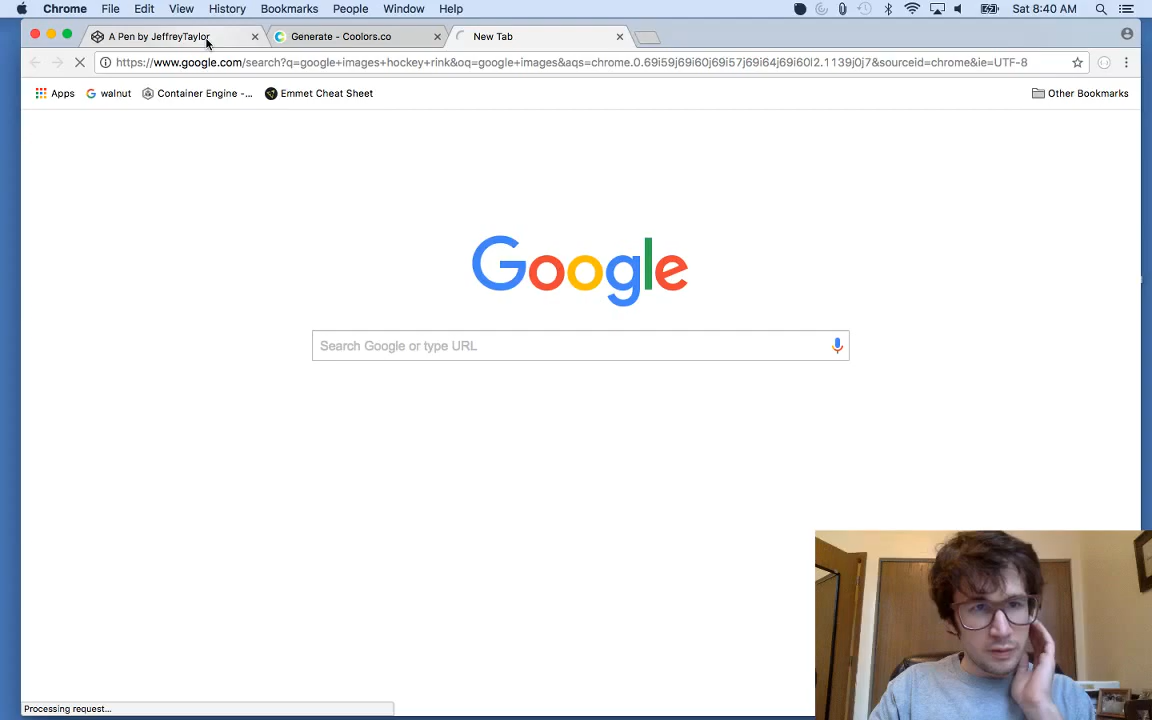 Chrome File Edit View History Bookmarks People Window Help Sat 8:40 AM
A Pen by JeffreyTaylor Generate - Coolors.co New Tab
https://www.google.com/search?q=google+images+hockey+rink&oq=google+images&aqs=chrome.0.69i59j69i60j69i57j69i64j69i60l2.1139j0j7&sourceid=chrome&ie=UTF-8
Apps walnut Container Engine -... Emmet Cheat Sheet Other Bookmarks
Google
Search Google or type URL
Processing request...